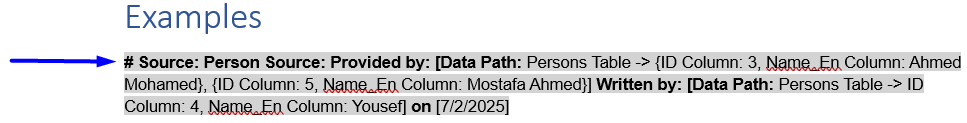 Examples
# Source: Person Source: Provided by: [Data Path: Persons Table -> {ID Column: 3, Name_En Column: Ahmed
Mohamed}, {ID Column: 5, Name_En Column: Mostafa Ahmed}] Written by: [Data Path: Persons Table -> ID
Column: 4, Name_En Column: Yousef] on [7/2/2025]